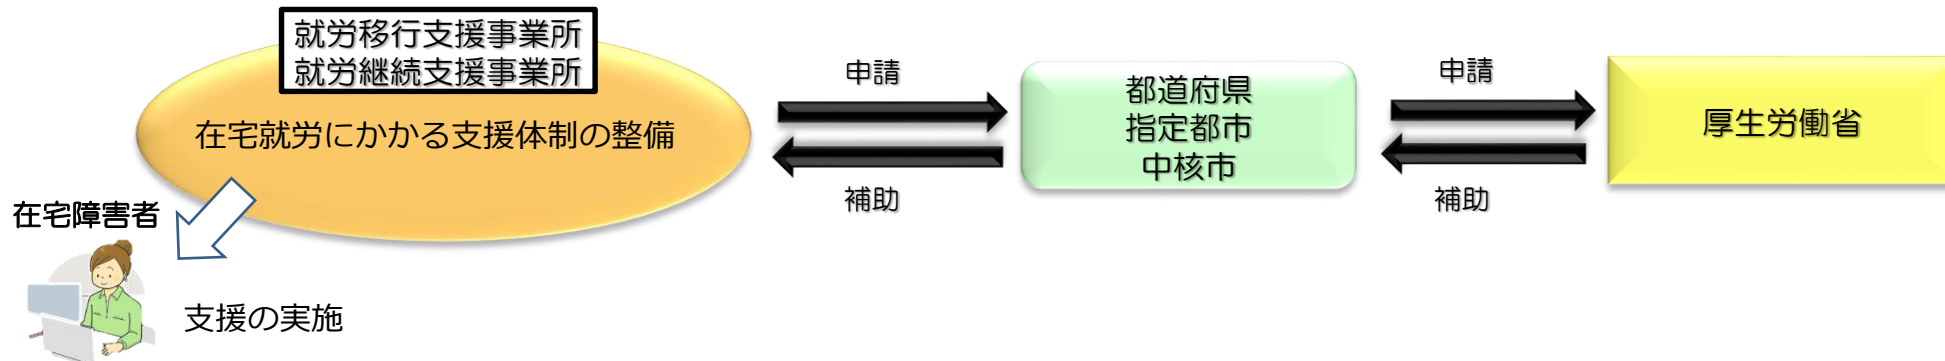 就労移行支援事業所
就労継続支援事業所
在宅就労にかかる支援体制の整備
在宅障害者
支援の実施
申請
補助
都道府県
指定都市
中核市
申請
補助
厚生労働省